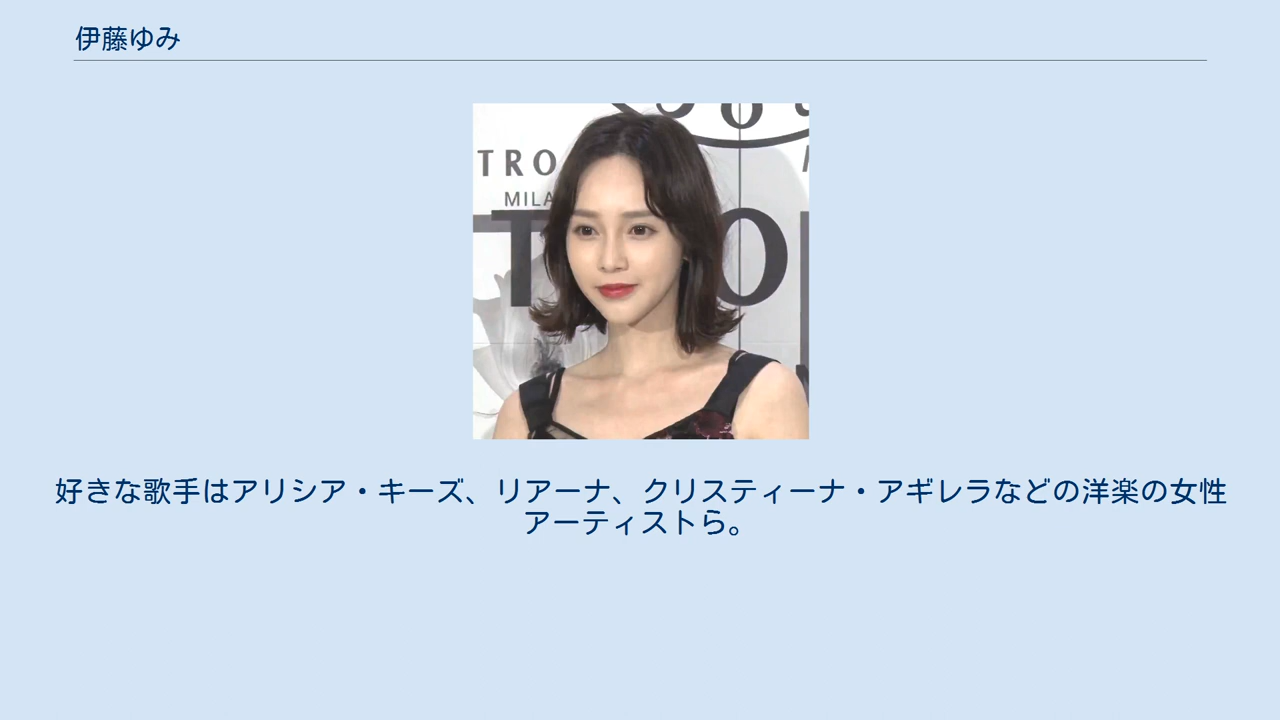 伊藤ゆみ
TRO
MILA
T O
好きな歌手はアリシア・キーズ、リアーナ、クリスティーナ・アギレラなどの洋楽の女性
アーティストら。